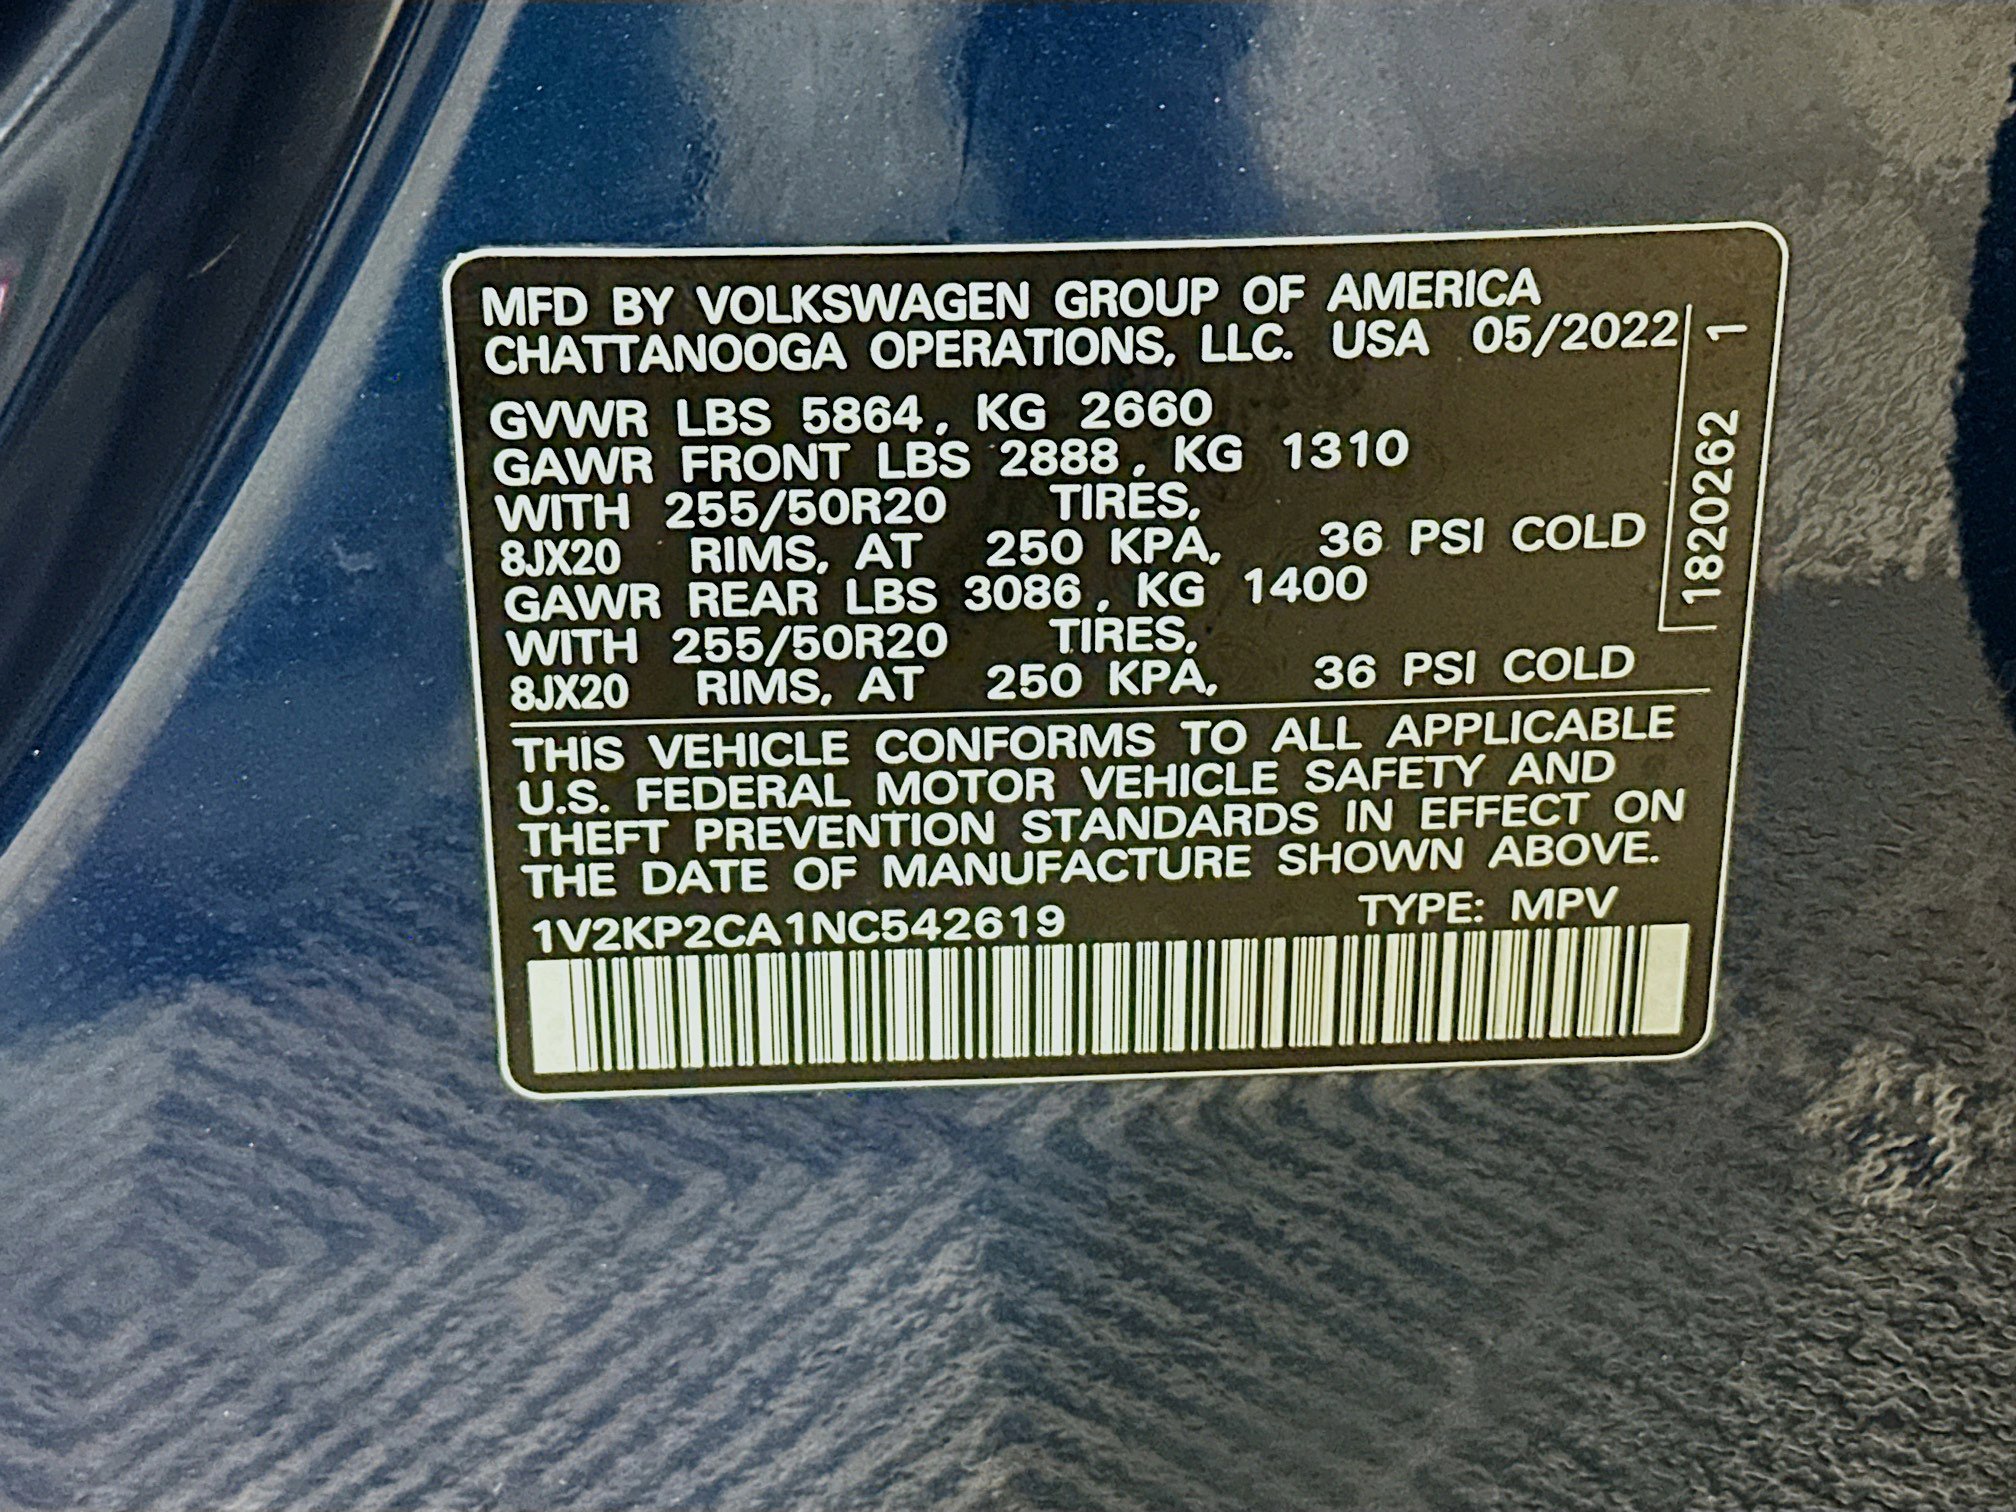 MFD BY VOLKSWAGEN GROUP OF AMERICA
CHATTANOOGA OPERATIONS, LLC. USA 05/2022
GVWR LBS 5864, KG 2660
GAWR FRONT LBS 2888, KG 1310
WITH 255/50R20 TIRES,
8JX20 RIMS, AT 250 KPA, 36 PSI COLD
GAWR REAR LBS 3086, KG 1400
WITH 255/50R20 TIRES,
8JX20 RIMS, AT 250 KPA, 36 PSI COLD
THIS VEHICLE CONFORMS TO ALL APPLICABLE
U.S. FEDERAL MOTOR VEHICLE SAFETY AND
THEFT PREVENTION STANDARDS IN EFFECT ON
THE DATE OF MANUFACTURE SHOWN ABOVE.
1V2KP2CA1NC542619 TYPE: MPV
1820262 1